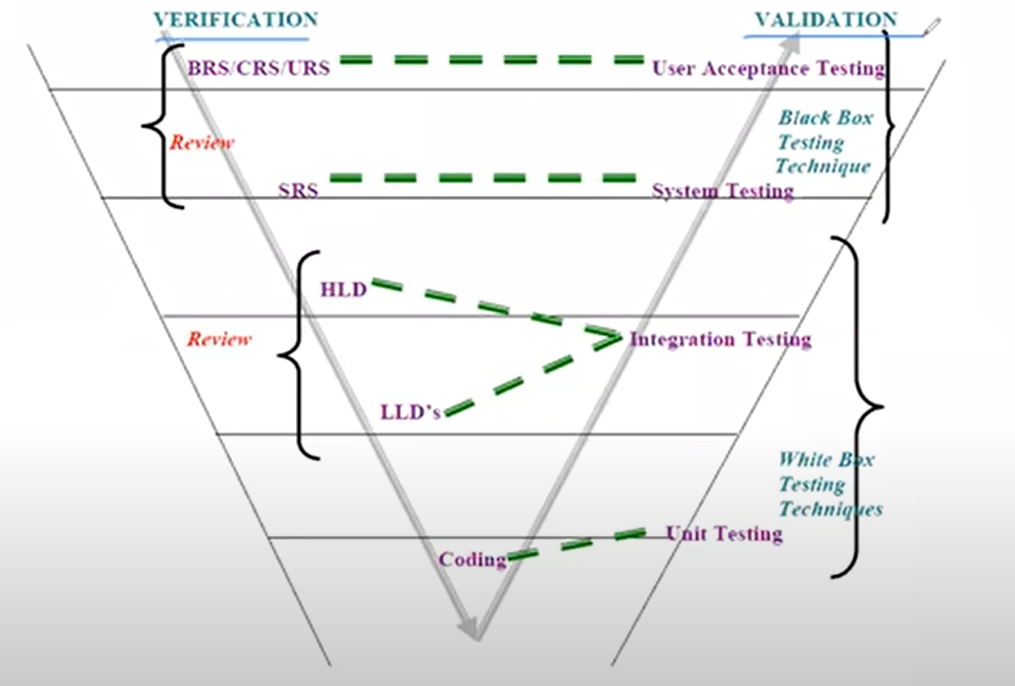 VERIFICATION
VALIDATION
BRS/CRS/URS
User Acceptance Testing
Review
Black Box
Testing
Technique
SRS
System Testing
HLD
Review
Integration Testing
LLD's
White Box
Testing
Techniques
Coding
Unit Testing